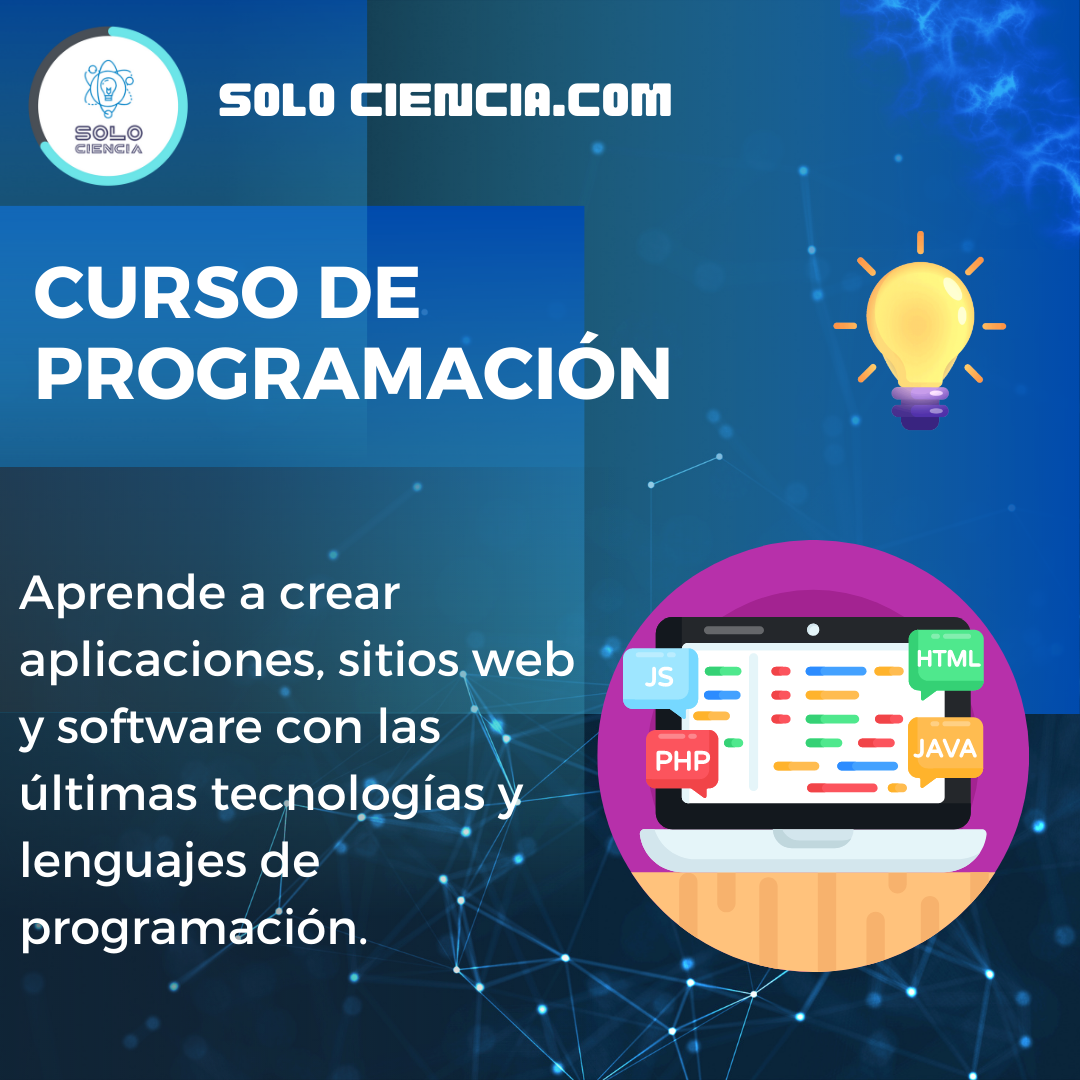 SOLO
CIENCIA
SOLO CIENCIA.COM
CURSO DE
PROGRAMACIÓN
Aprende a crear
aplicaciones, sitios web
y software con las
últimas tecnologías y
lenguajes de
programación.
JS
HTML
PHP
JAVA